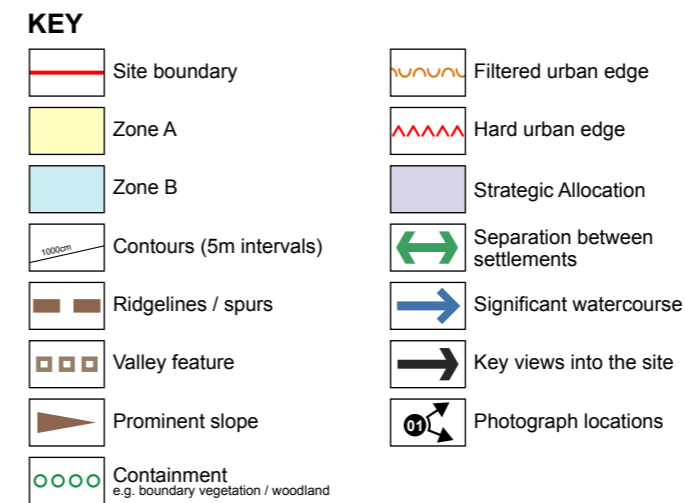 KEY
Site boundary
Zone A
Zone B
1000cm
Contours (5m intervals)
Ridgelines / spurs
Valley feature
Prominent slope
Containment
e.g. boundary vegetation / woodland
Filtered urban edge
Hard urban edge
Strategic Allocation
Separation between
settlements
Significant watercourse
Key views into the site
01
Photograph locations